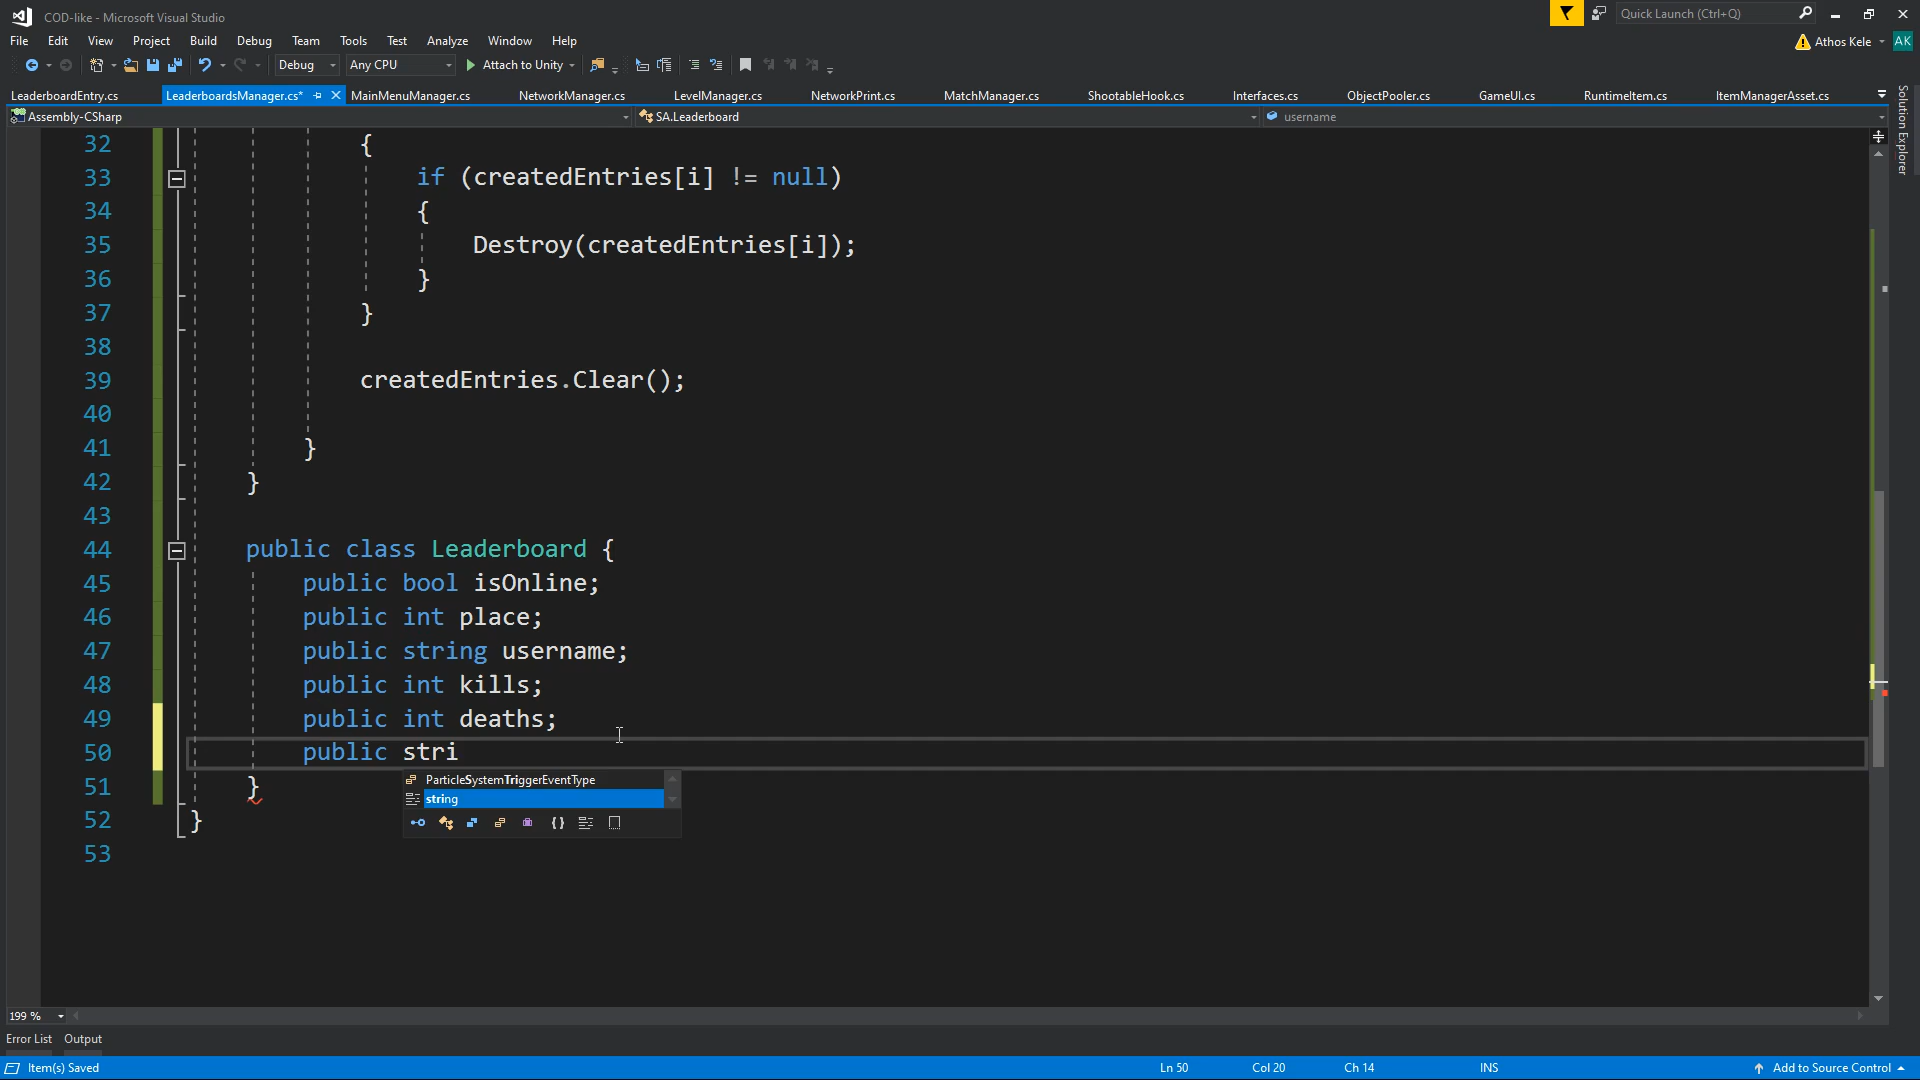 COD-like - Microsoft Visual Studio
Quick Launch (Ctrl+Q)
File Edit View Project Build Debug Team Tools Test Analyze Window Help
Athos Kele AK
Debug Any CPU Attach to Unity
LeaderboardEntry.cs LeaderboardsManager.cs* MainMenuManager.cs NetworkManager.cs LevelManager.cs NetworkPrint.cs MatchManager.cs ShootableHook.cs Interfaces.cs ObjectPooler.cs GameUI.cs RuntimeItem.cs ItemManagerAsset.cs
Solution Explorer
Assembly-CSharp SA.Leaderboard username
32 {
33 if (createdEntries[i] != null)
34 {
35 Destroy(createdEntries[i]);
36 }
37 }
38
39 createdEntries.Clear();
40
41 }
42 }
43
44 public class Leaderboard {
45 public bool isOnline;
46 public int place;
47 public string username;
48 public int kills;
49 public int deaths;
50 public stri
ParticleSystemTriggerEventType
51 }
string
52 }
53
199 %
Error List Output
Item(s) Saved Ln 50 Col 20 Ch 14 INS Add to Source Control